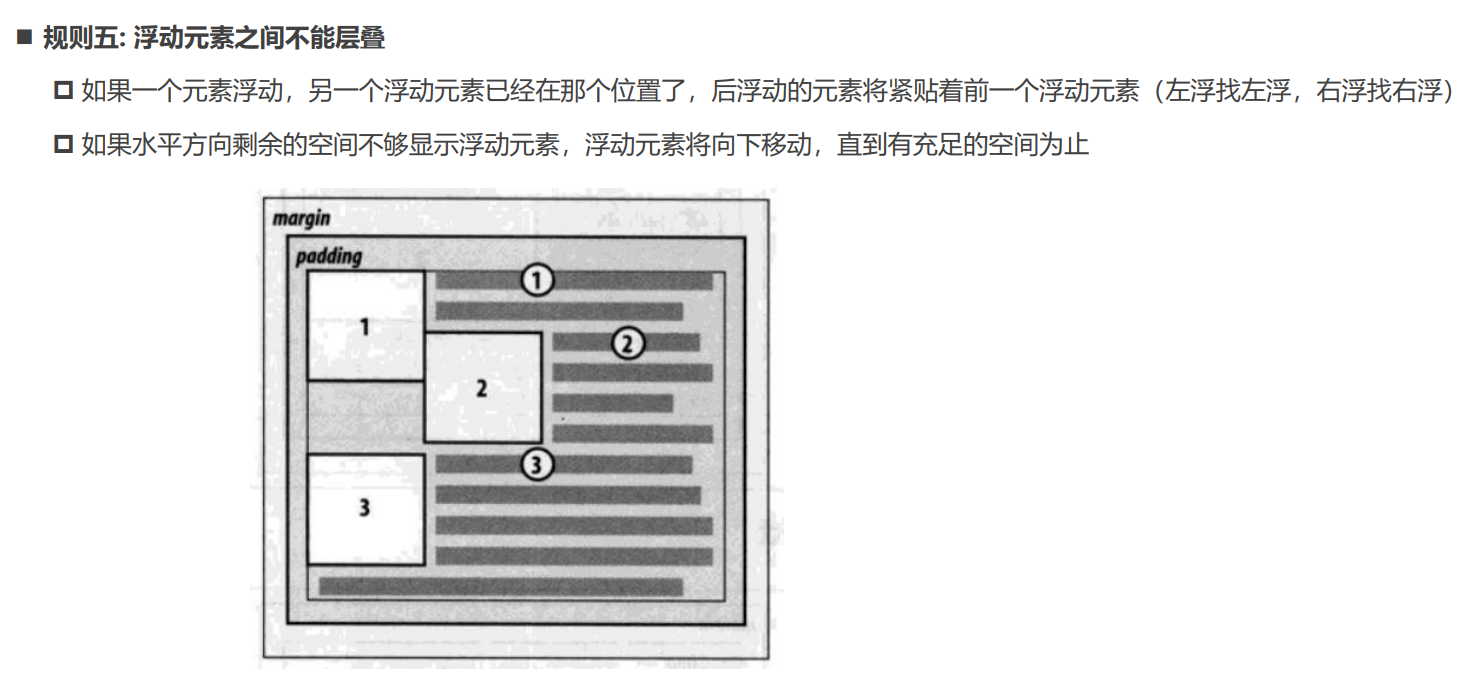 ■ 规则五: 浮动元素之间不能层叠
如果一个元素浮动，另一个浮动元素已经在那个位置了，后浮动的元素将紧贴着前一个浮动元素（左浮找左浮，右浮找右浮）
如果水平方向剩余的空间不够显示浮动元素，浮动元素将向下移动，直到有充足的空间为止
margin
padding
①
1
②
2
③
3